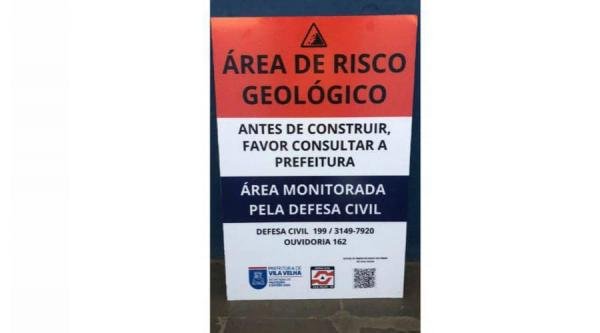 ÁREA DE RISCO
GEOLÓGICO
ANTES DE CONSTRUIR,
FAVOR CONSULTAR A
PREFEITURA
ÁREA MONITORADA
PELA DEFESA CIVIL
DEFESA CIVIL 199 / 3149-7920
OUVIDORIA 162
PREFEITURA DE
VILA VELHA